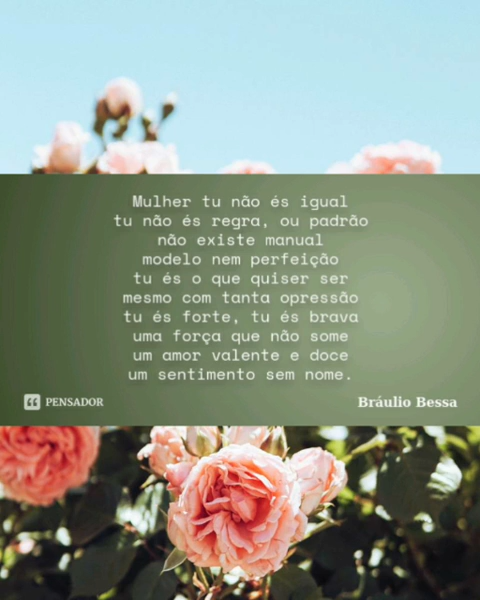 Mulher tu não és igual
tu não és regra, ou padrão
não existe manual
modelo nem perfeição
tu és o que quiser ser
mesmo com tanta opressão
tu és forte, tu és brava
uma força que não some
um amor valente e doce
um sentimento sem nome.
PENSADOR
Bráulio Bessa